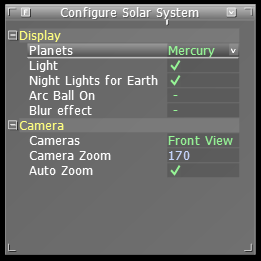 Configure Solar System
Display
Planets Mercury
Light
Night Lights for Earth
Arc Ball On -
Blur effect -
Camera
Cameras Front View
Camera Zoom 170
Auto Zoom